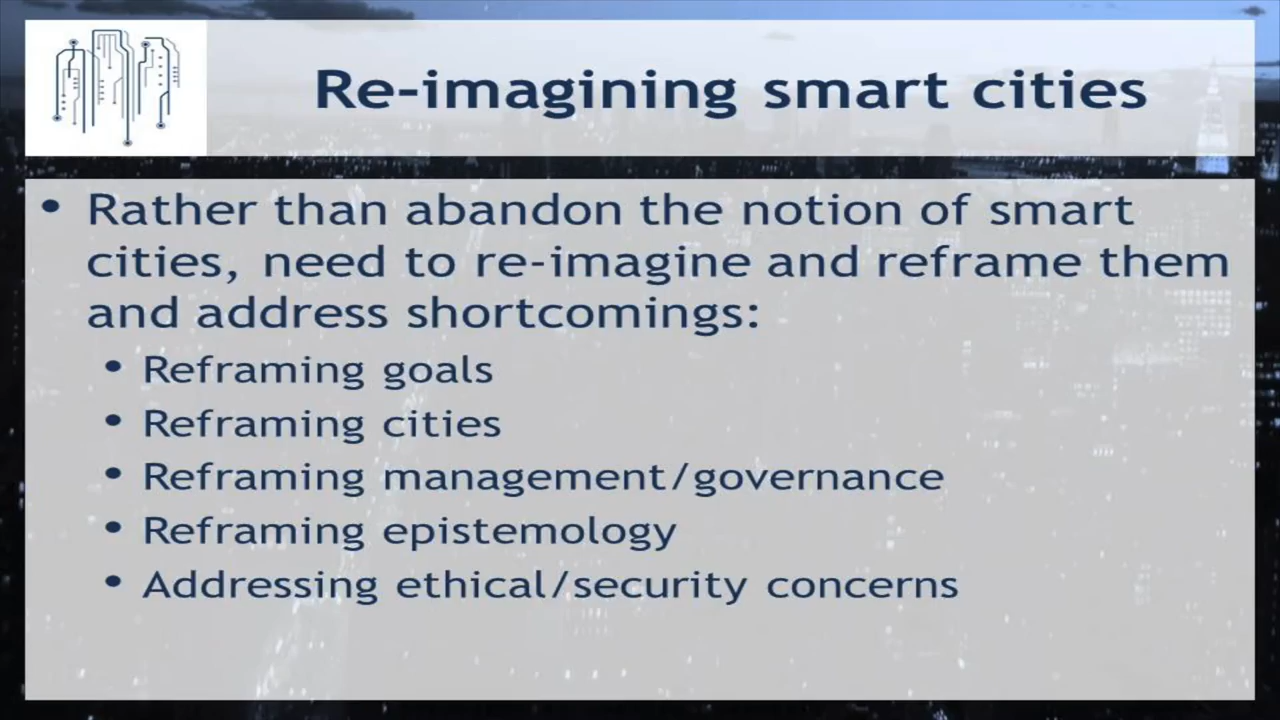 Re-imagining smart cities
• Rather than abandon the notion of smart
cities, need to re-imagine and reframe them
and address shortcomings:
• Reframing goals
• Reframing cities
• Reframing management/governance
• Reframing epistemology
• Addressing ethical/security concerns